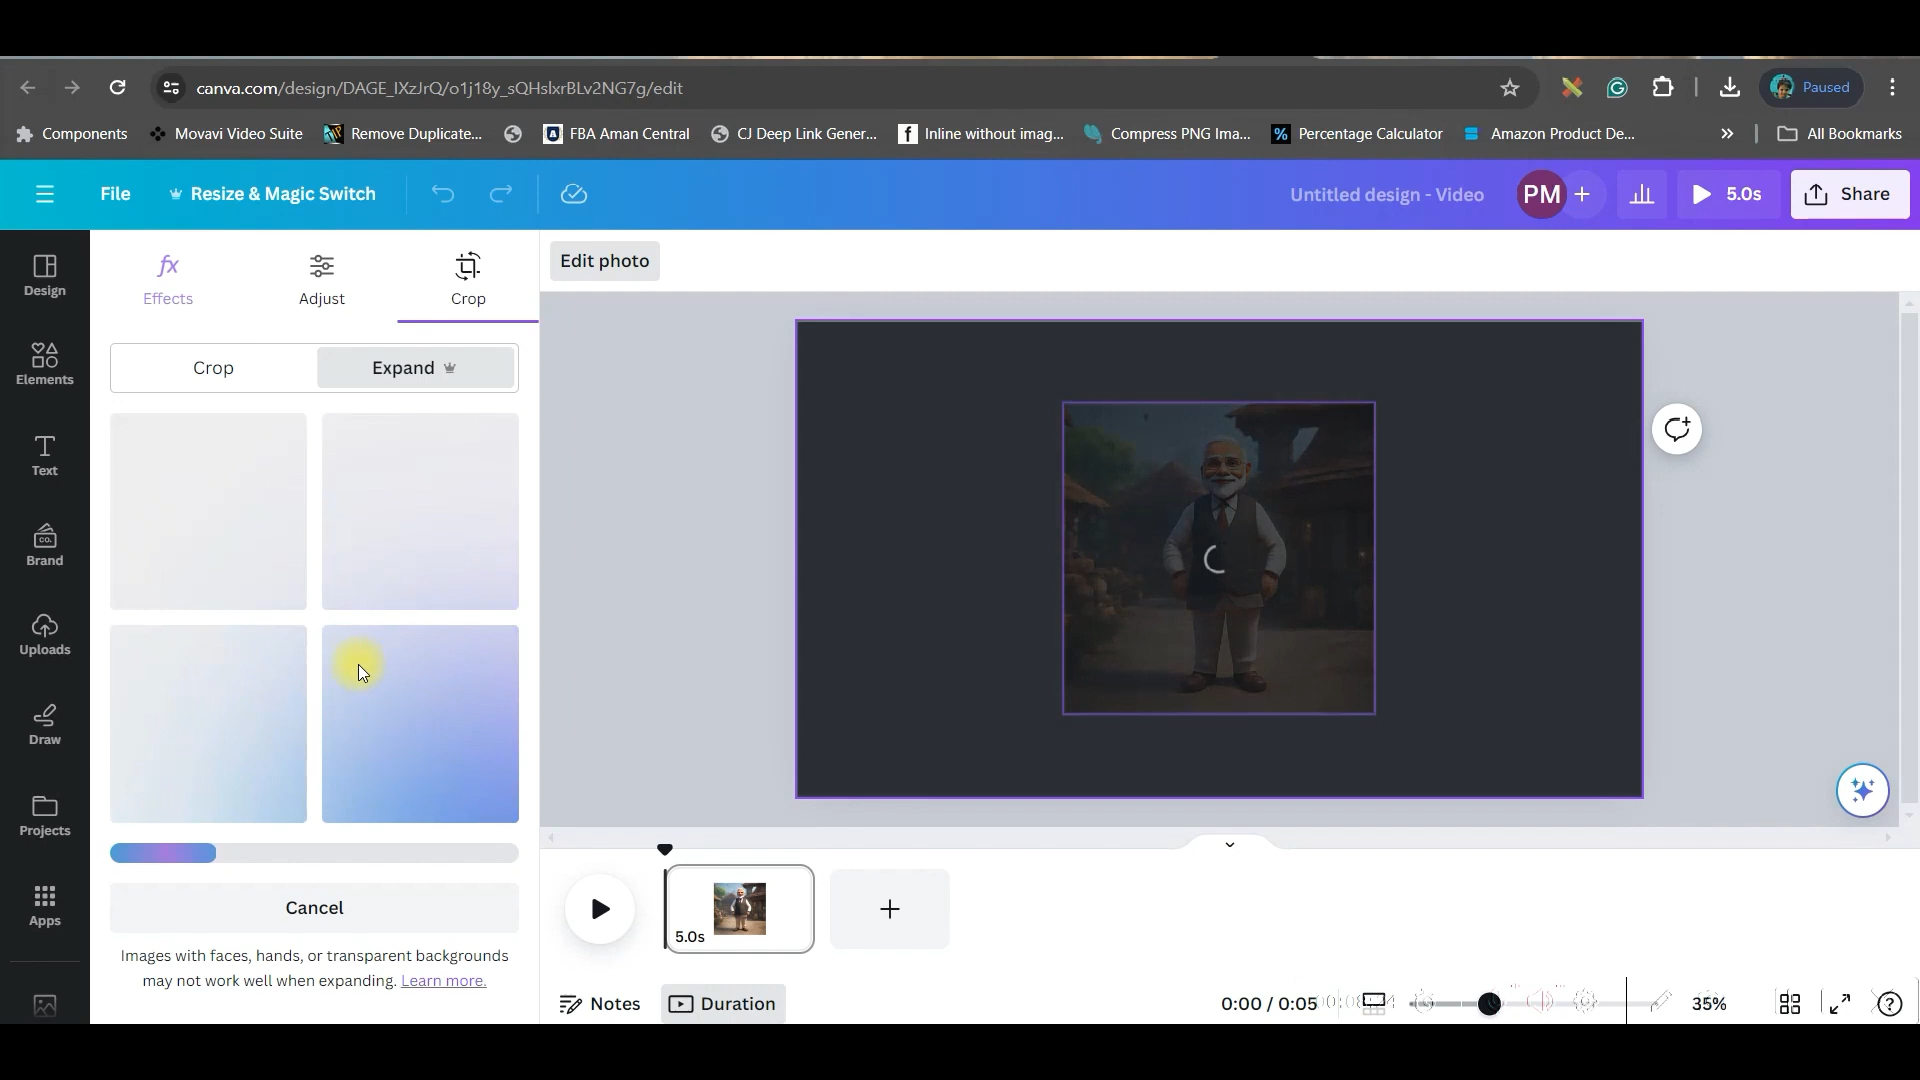 canva.com/design/DAGE_IXzJrQ/o1j18y_sQHslxrBLv2NG7g/edit
Paused
Components
Movavi Video Suite
Remove Duplicate...
FBA Aman Central
CJ Deep Link Gener...
Inline without imag...
Compress PNG Ima...
Percentage Calculator
Amazon Product De...
All Bookmarks
File
Resize & Magic Switch
Untitled design - Video
PM
5.0s
Share
Design
Elements
Text
Brand
Uploads
Draw
Projects
Apps
Effects
Adjust
Crop
Crop
Expand
Cancel
Images with faces, hands, or transparent backgrounds
may not work well when expanding. Learn more.
Edit photo
5.0s
Notes
Duration
0:00 / 0:05
35%